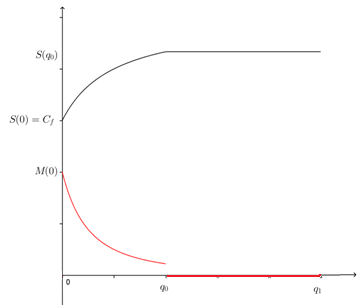 S(q₀)
S(0) = C_f
M(0)
0
q₀
q₁